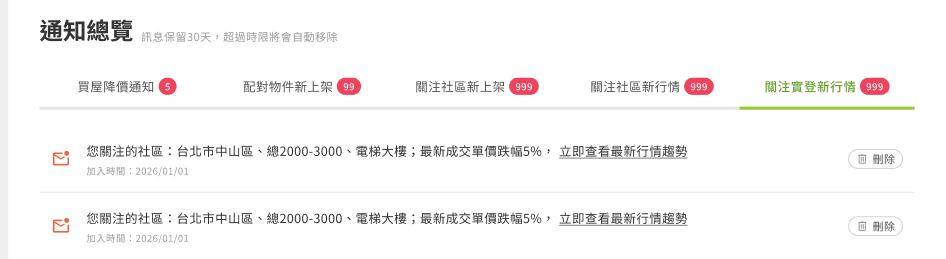 通知總覽 訊息保留30天，超過時限將會自動移除
買屋降價通知 5 配對物件新上架 99 關注社區新上架 999 關注社區新行情 999 關注實登新行情 999
您關注的社區：台北市中山區、總2000-3000、電梯大樓；最新成交單價跌幅5%， 立即查看最新行情趨勢
加入時間：2026/01/01
刪除
您關注的社區：台北市中山區、總2000-3000、電梯大樓；最新成交單價跌幅5%， 立即查看最新行情趨勢
加入時間：2026/01/01
刪除